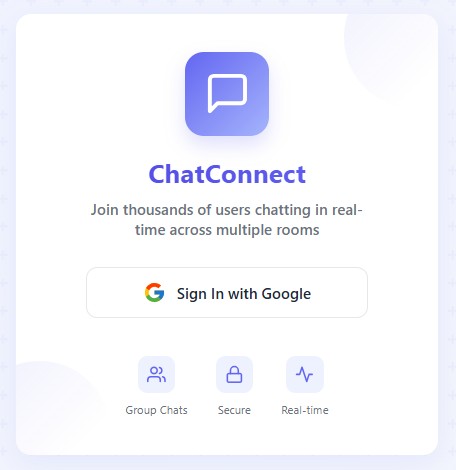 ChatConnect
Join thousands of users chatting in real-
time across multiple rooms
Sign In with Google
Group Chats
Secure
Real-time